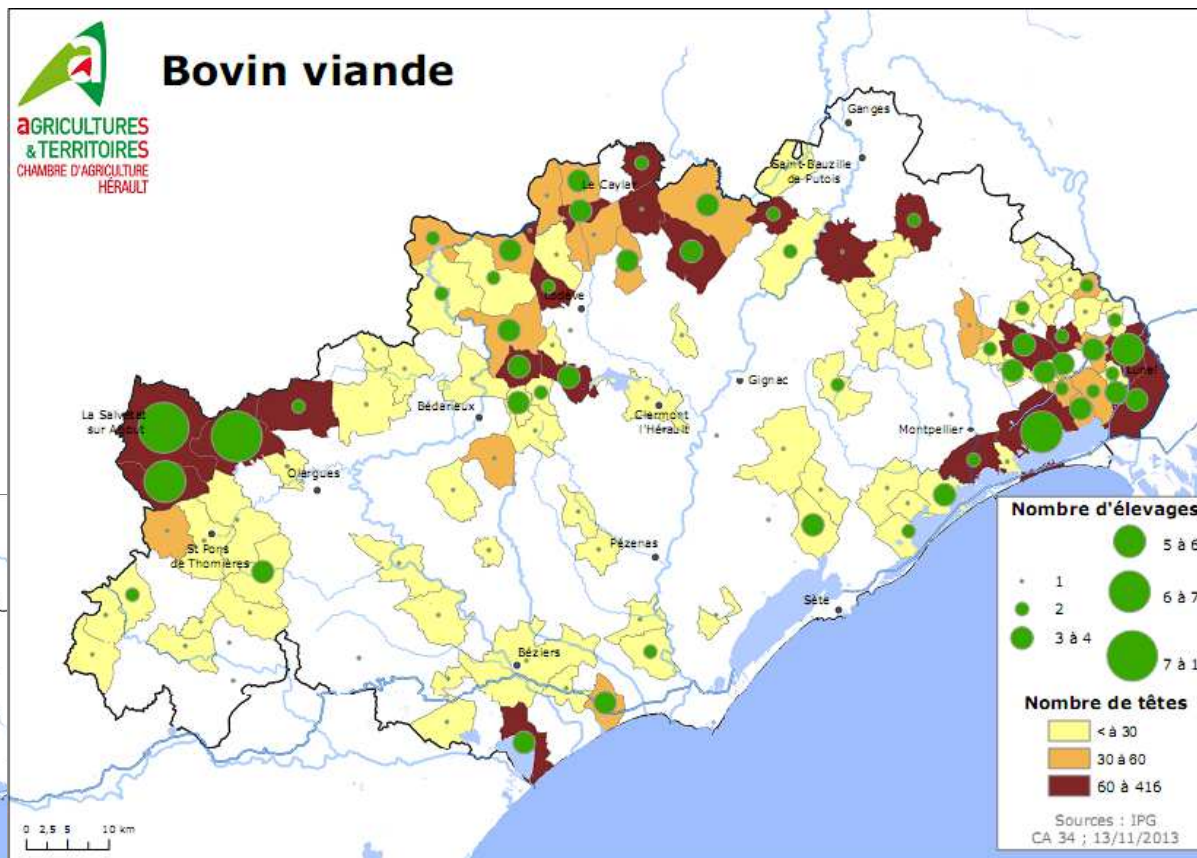 Bovin viande
aGRICULTURES
& TERRITOIRES
CHAMBRE D'AGRICULTURE
HÉRAULT
Ganges
Saint-Bauzille
de Putois
Le Caylar
Lodève
Lunel
La Salvetat
sur Agout
Bédarieux
Gignac
Clermont
l'Hérault
Montpellier
Olargues
St Pons
de Thomières
Pézenas
Sète
Béziers
Nombre d'élevages
5 à 6
1
6 à 7
2
3 à 4
7 à 1
Nombre de têtes
< à 30
30 à 60
60 à 416
Sources : IPG
CA 34 ; 13/11/2013
0 2,5 5 10 km